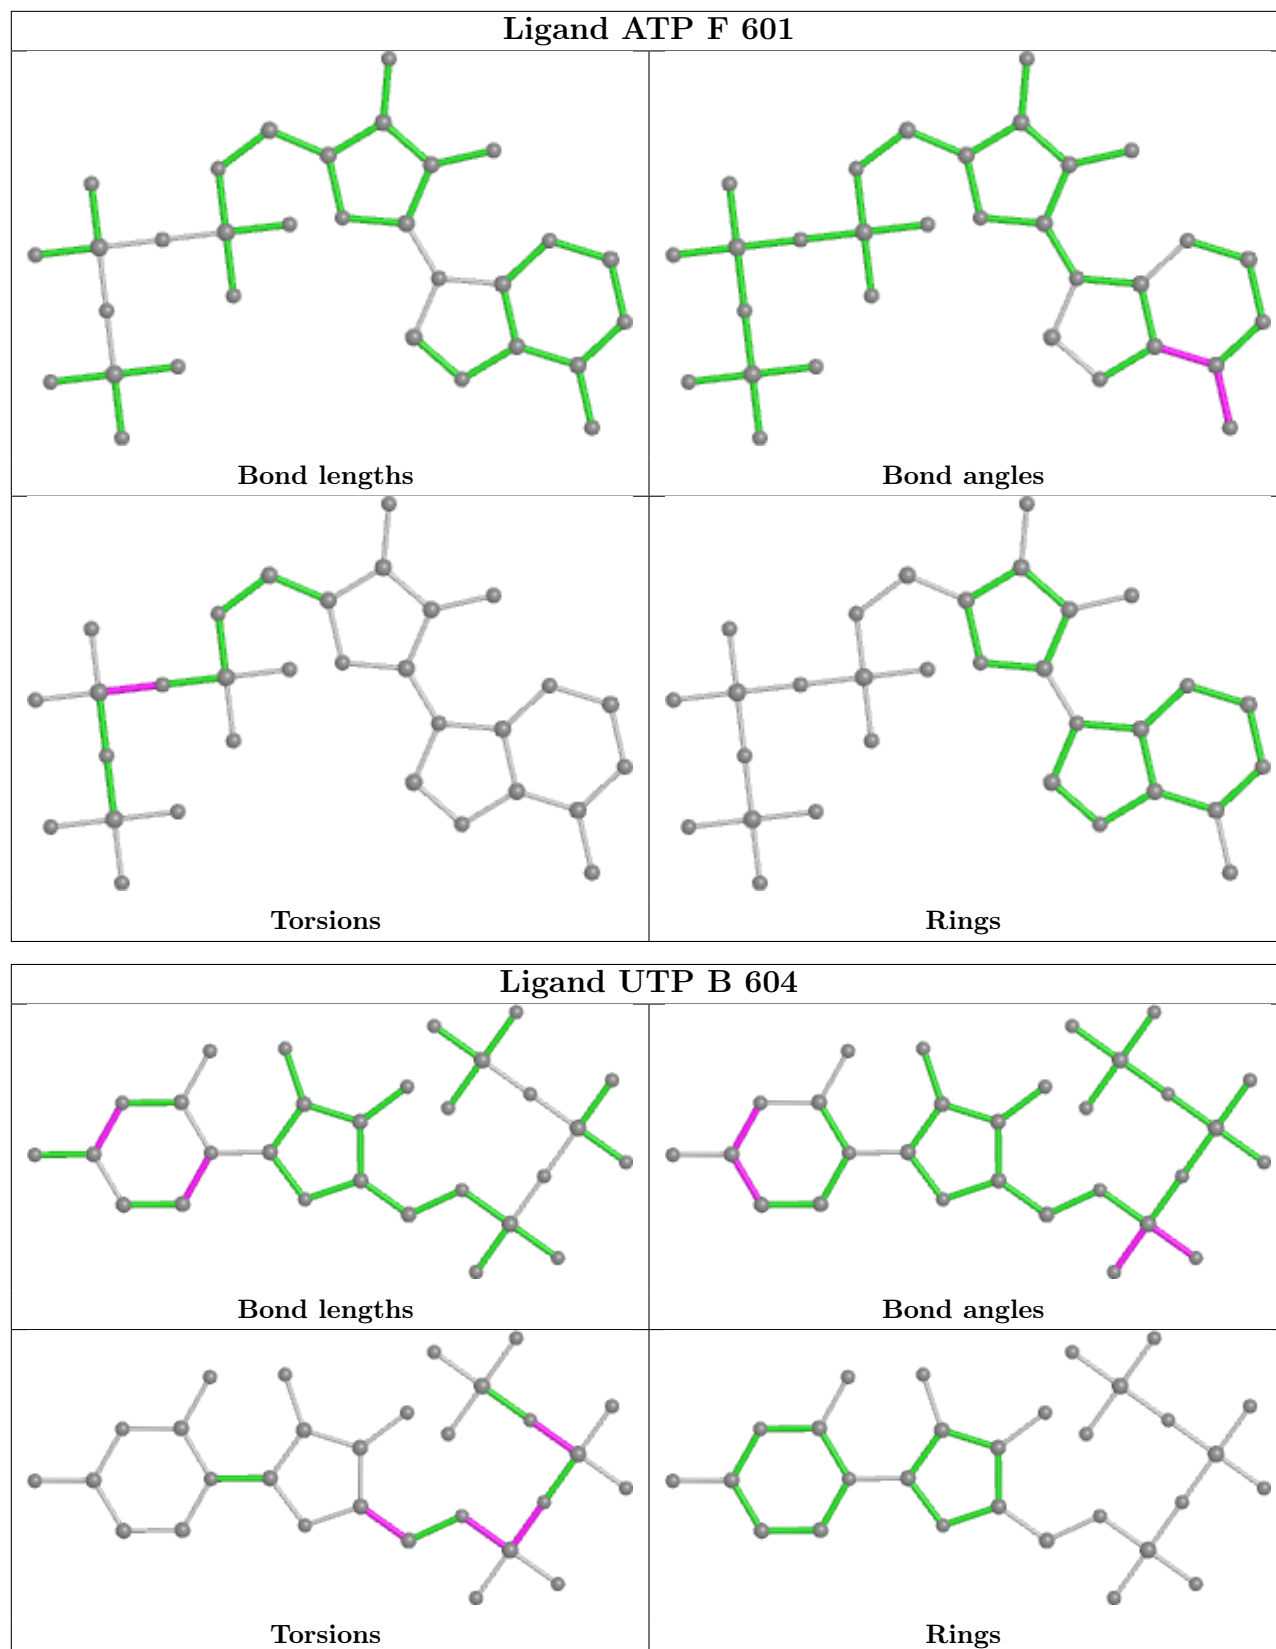 Ligand ATP F 601
Bond lengths
Bond angles
Torsions
Rings
Ligand UTP B 604
Bond lengths
Bond angles
Torsions
Rings